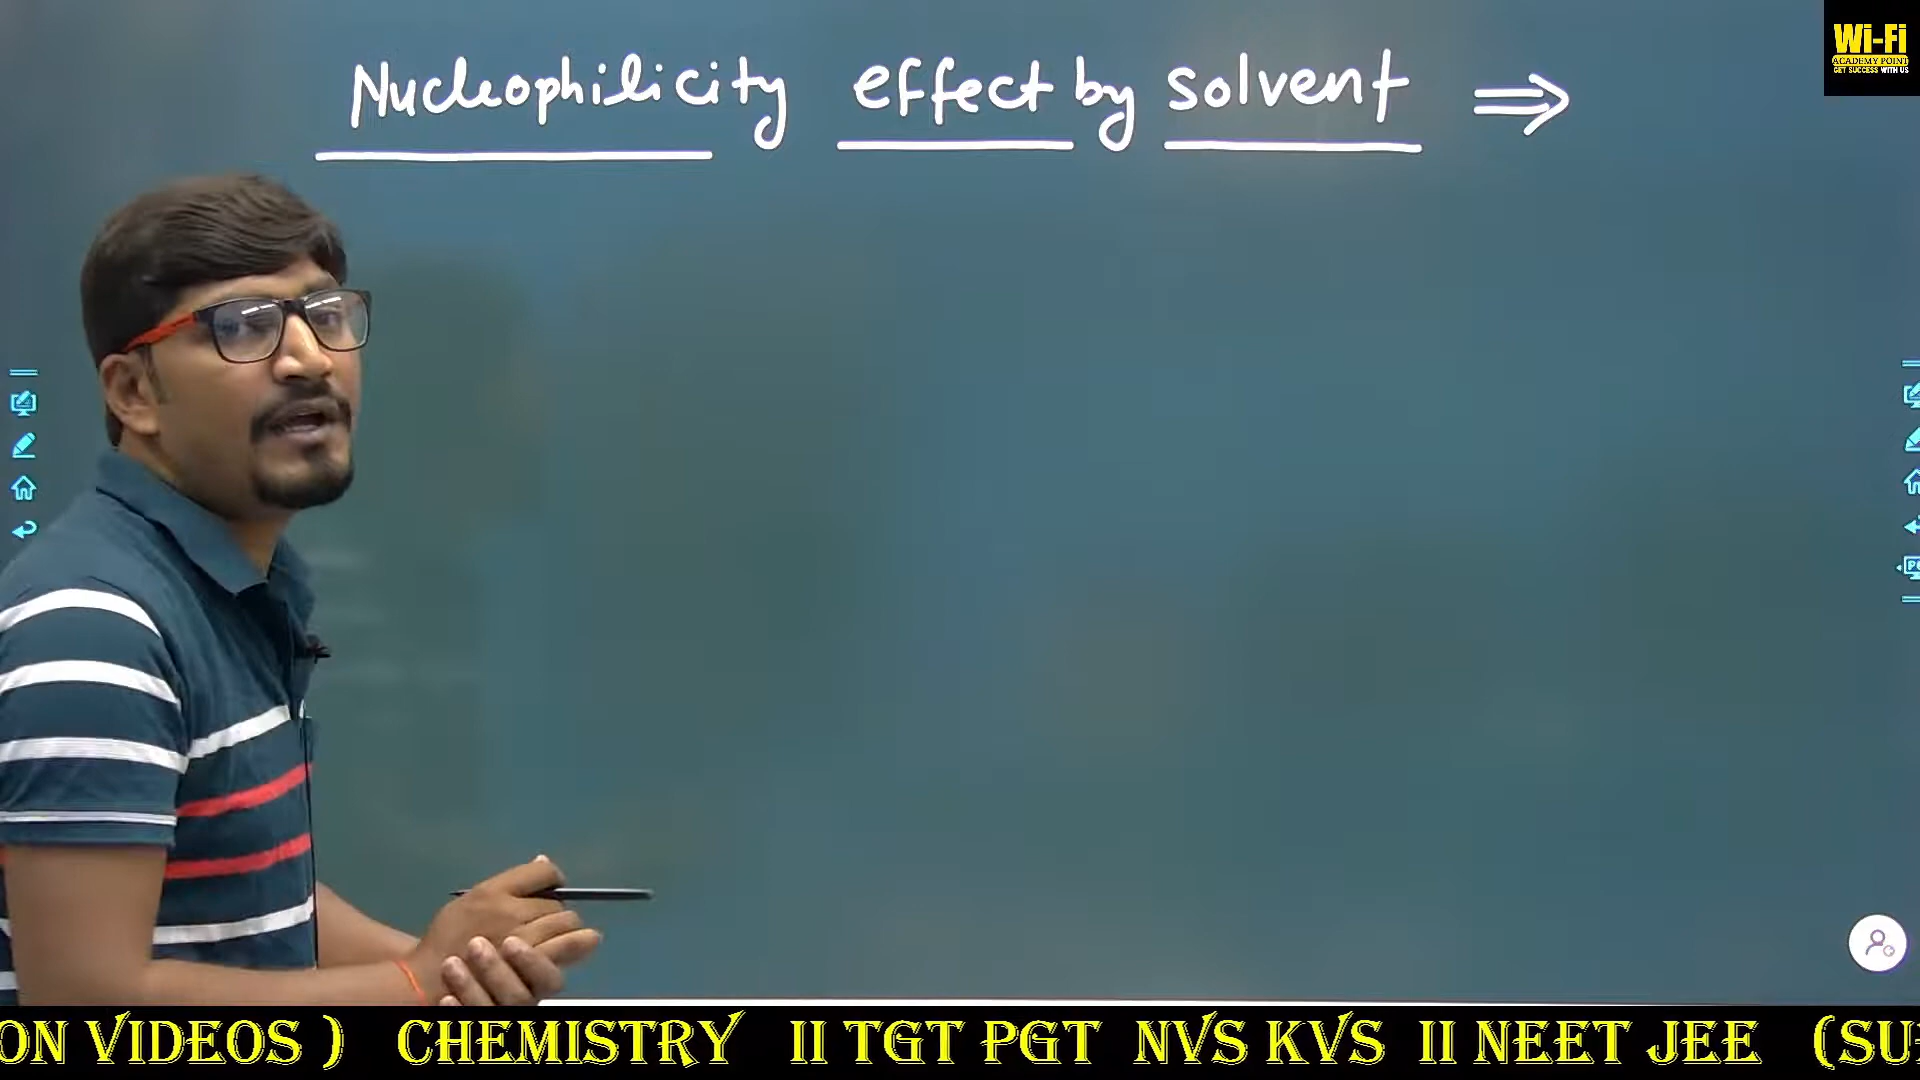 Nucleophilicity effect by solvent ⇒
Wi-Fi
ACADEMY POINT
GET SUCCESS WITH US
ON VIDEOS ) CHEMISTRY II TGT PGT NVS KVS II NEET JEE (SU